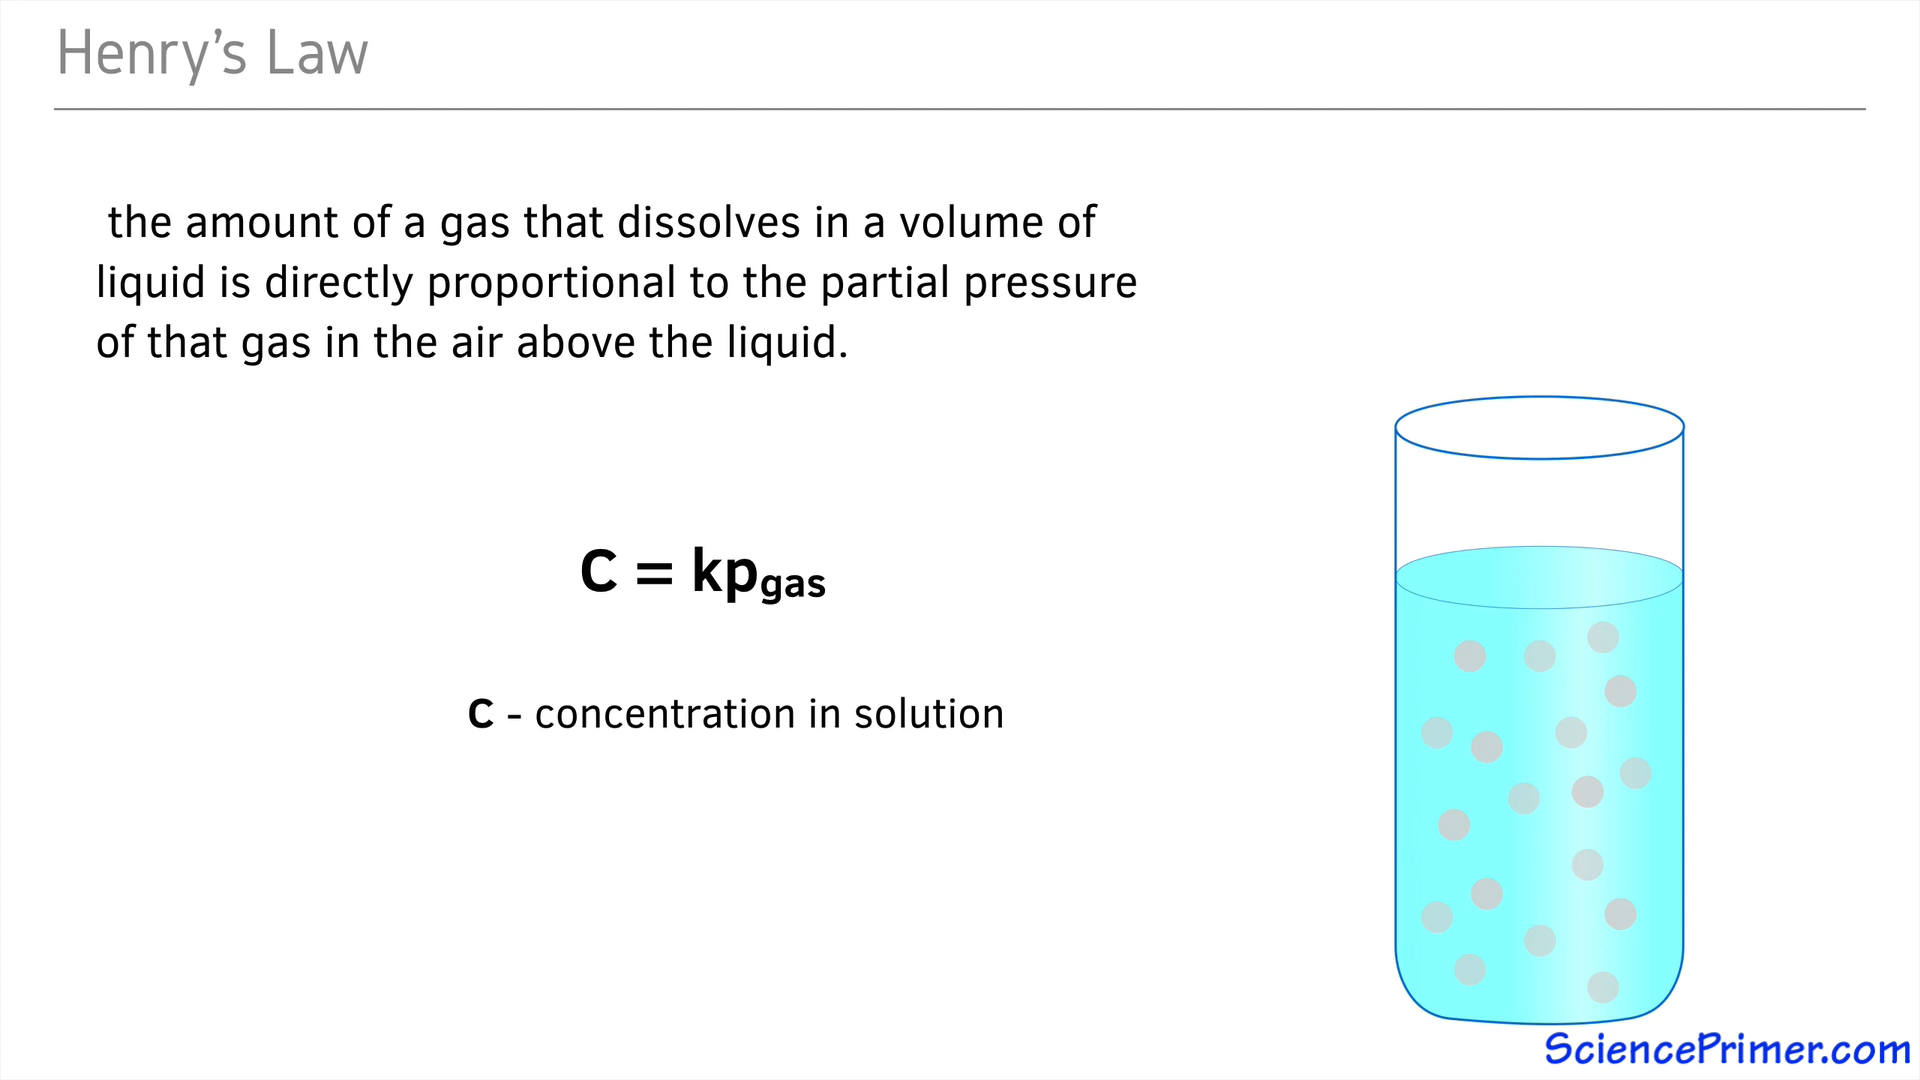 Henry’s Law
the amount of a gas that dissolves in a volume of
liquid is directly proportional to the partial pressure
of that gas in the air above the liquid.
C = kpgas
C - concentration in solution
SciencePrimer.com